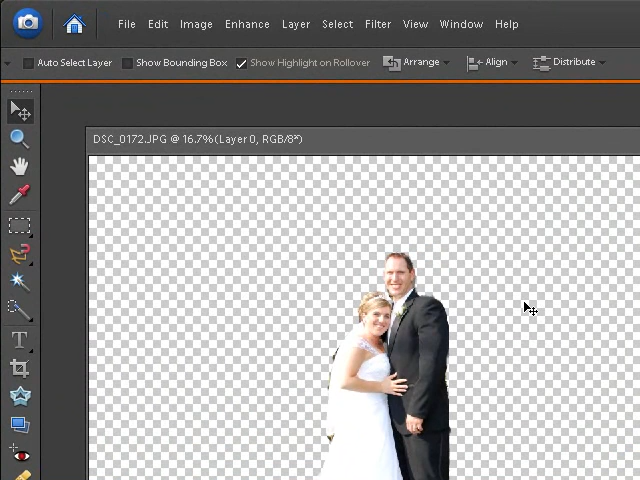 File Edit Image Enhance Layer Select Filter View Window Help
Auto Select Layer Show Bounding Box Show Highlight on Rollover Arrange Align Distribute
DSC_0172.JPG @ 16.7% (Layer 0, RGB/8*)
T